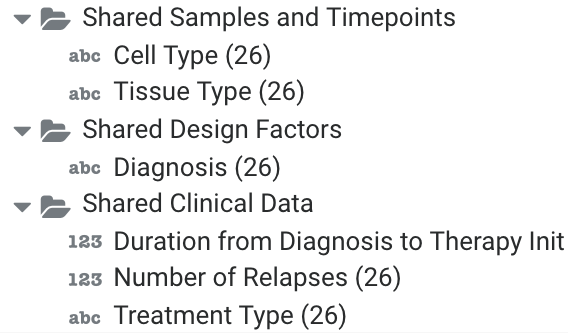 Shared Samples and Timepoints
abc Cell Type (26)
abc Tissue Type (26)
Shared Design Factors
abc Diagnosis (26)
Shared Clinical Data
123 Duration from Diagnosis to Therapy Init
123 Number of Relapses (26)
abc Treatment Type (26)